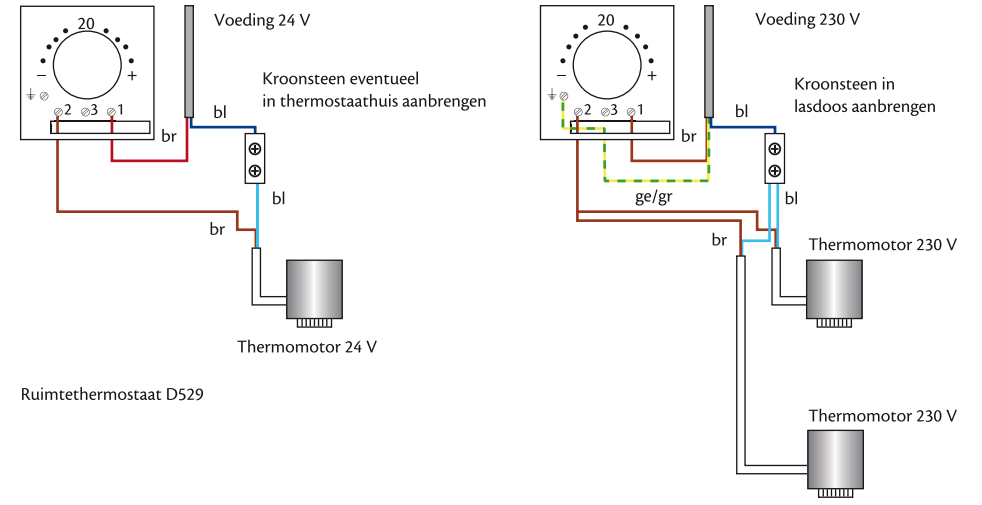 20
Voeding 24 V
− +
Kroonsteen eventueel
in thermostaathuis aanbrengen
2 3 1
bl
br
bl
br
Thermomotor 24 V
Ruimtethermostaat D529
20
Voeding 230 V
− +
Kroonsteen in
lasdoos aanbrengen
2 3 1
bl
br
ge/gr
bl
br
Thermomotor 230 V
Thermomotor 230 V